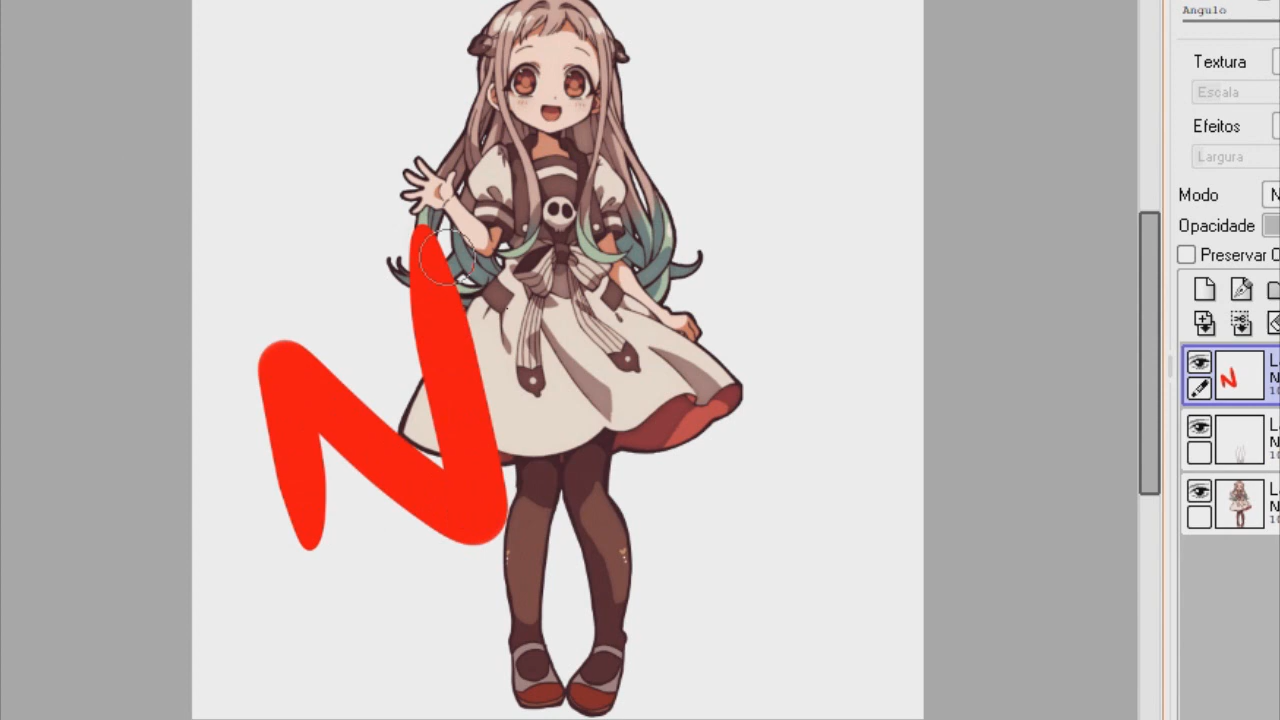 Angulo
Textura
Escala
Efeitos
Largura
Modo
N
Opacidade
Preservar
N
L
N
L
N
L
N